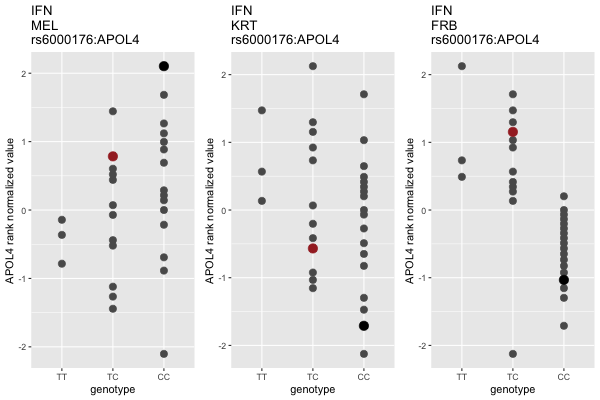 IFN
MEL
rs6000176:APOL4
APOL4 rank normalized value
2
1
0
-1
-2
TT TC CC
genotype
IFN
KRT
rs6000176:APOL4
APOL4 rank normalized value
2
1
0
-1
-2
TT TC CC
genotype
IFN
FRB
rs6000176:APOL4
APOL4 rank normalized value
2
1
0
-1
-2
TT TC CC
genotype